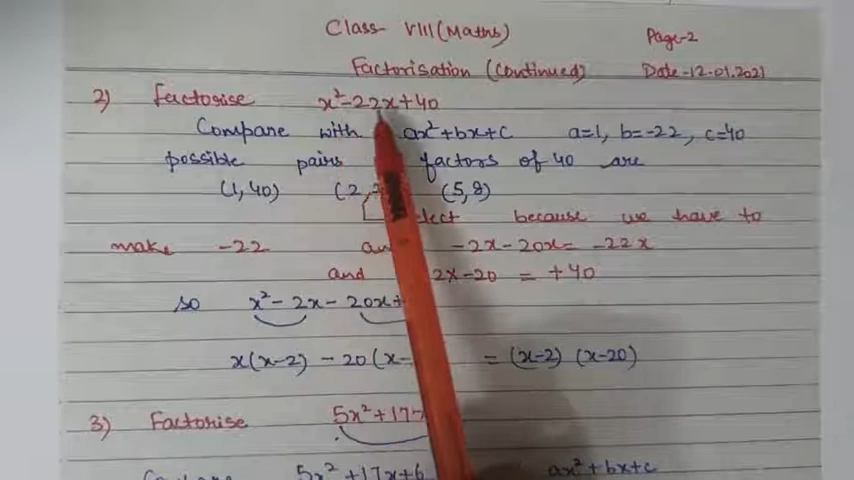 Class VIII (Maths) Page-2
Factorisation (Continued) Date-12.01.2021
2) Factorise x²-22x+40
Compare with ax²+bx+c a=1, b=-22, c=40
possible pairs factors of 40 are
(1,40) (2, (5,8)
because we have to
make -22 -2x-20x= -22x
and 2x-20 = +40
so x²-2x-20x+
x(x-2) -20(x- = (x-2) (x-20)
3) Factorise 5x²+17
5x²+17x+6 ax²+bx+c